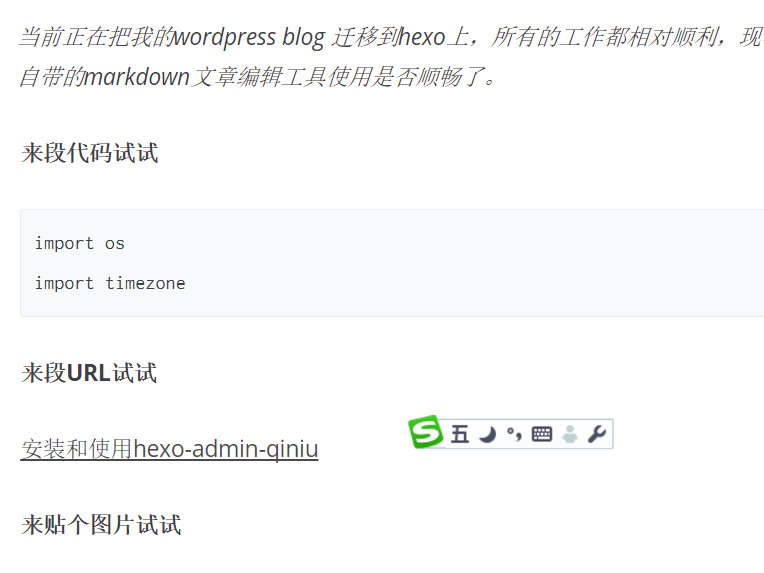 当前正在把我的wordpress blog 迁移到hexo上，所有的工作都相对顺利，现
自带的markdown文章编辑工具使用是否顺畅了。
来段代码试试
import os
import timezone
来段URL试试
安装和使用hexo-admin-qiniu
S 五
来贴个图片试试